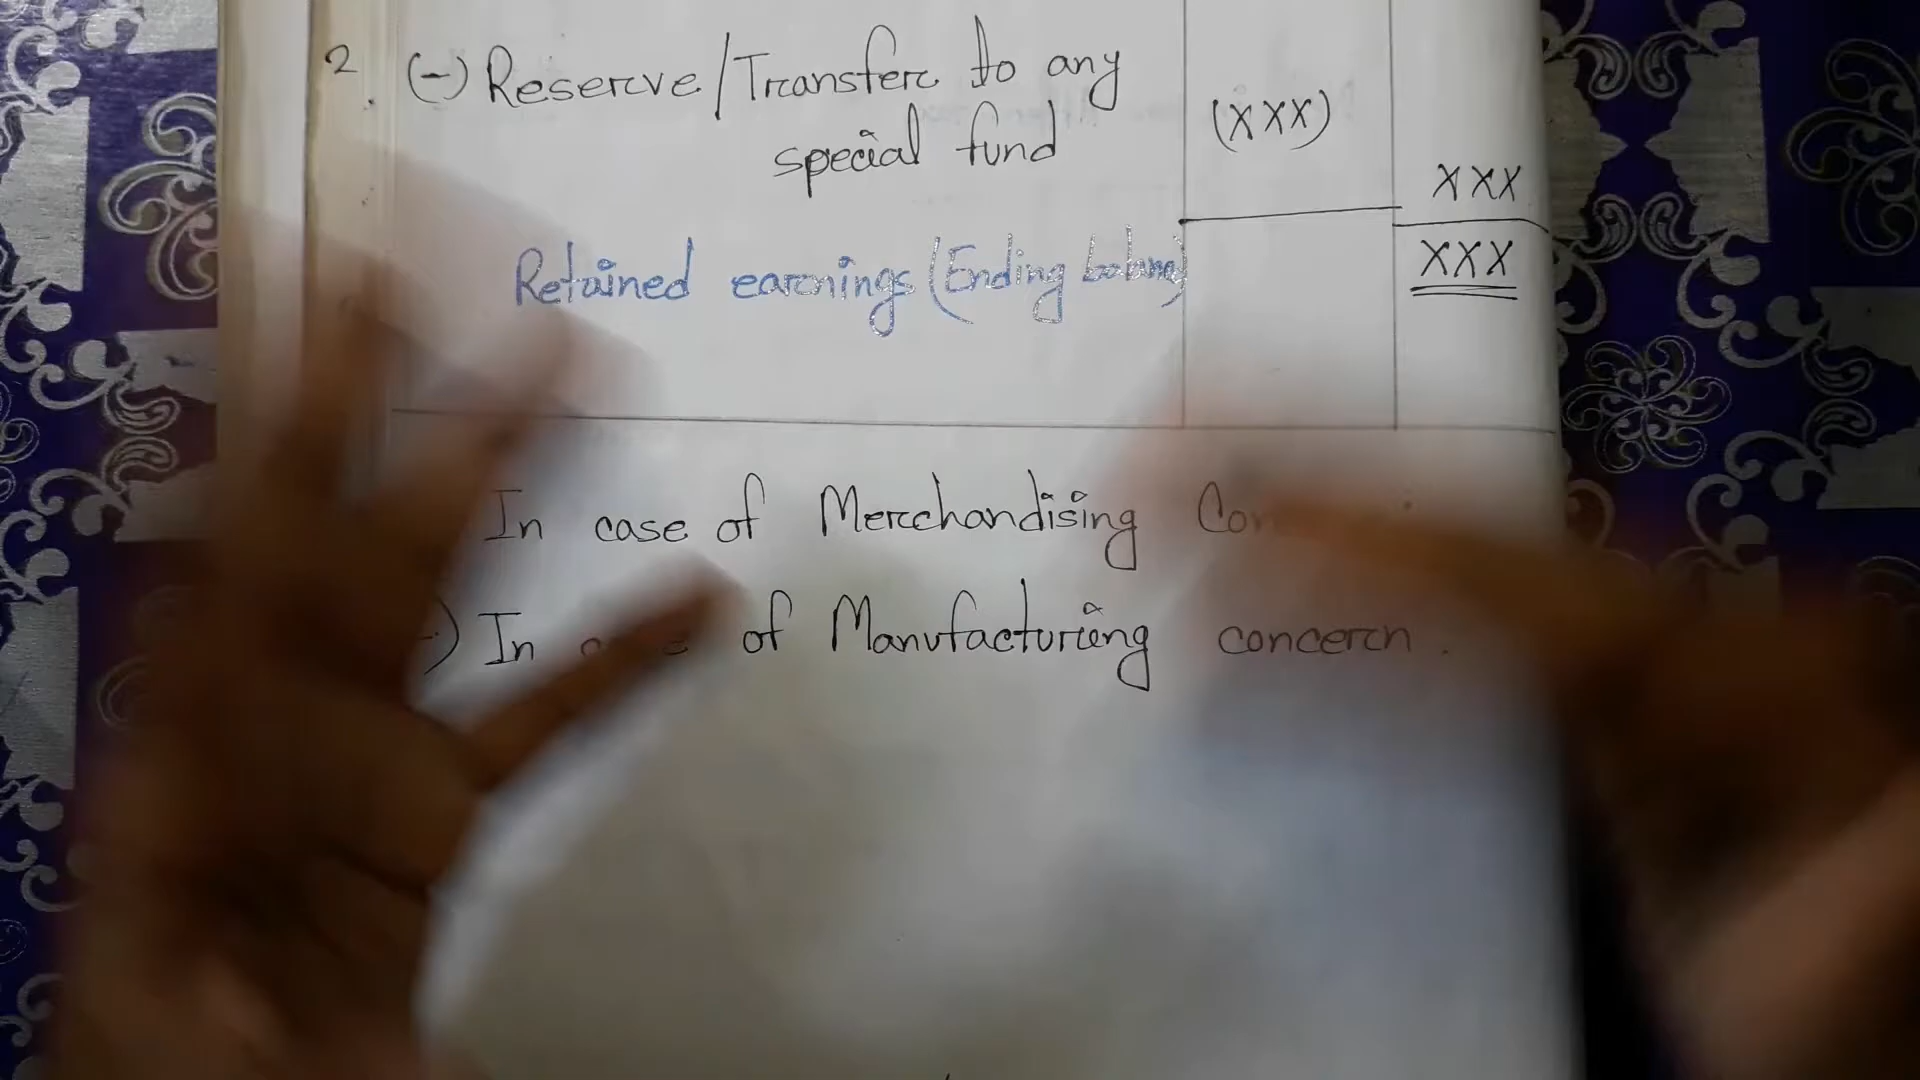 2. (-) Reserve/Transfer to any
special fund
(XXX)
XXX
Retained earnings (Ending balance)
XXX
In case of Merchandising
) In of Manufacturing concern.